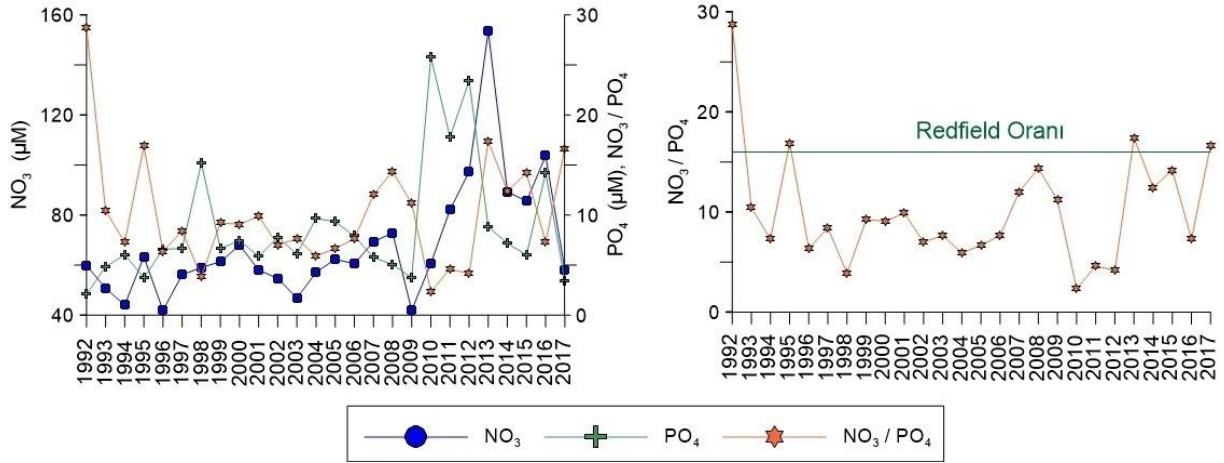 160
120
80
40
NO₃ (µM)
30
20
10
0
PO₄ (µM), NO₃ / PO₄
1992 1993 1994 1995 1996 1997 1998 1999 2000 2001 2002 2003 2004 2005 2006 2007 2008 2009 2010 2011 2012 2013 2014 2015 2016 2017
30
20
10
0
NO₃ / PO₄
Redfield Oranı
1992 1993 1994 1995 1996 1997 1998 1999 2000 2001 2002 2003 2004 2005 2006 2007 2008 2009 2010 2011 2012 2013 2014 2015 2016 2017
NO₃ PO₄ NO₃ / PO₄